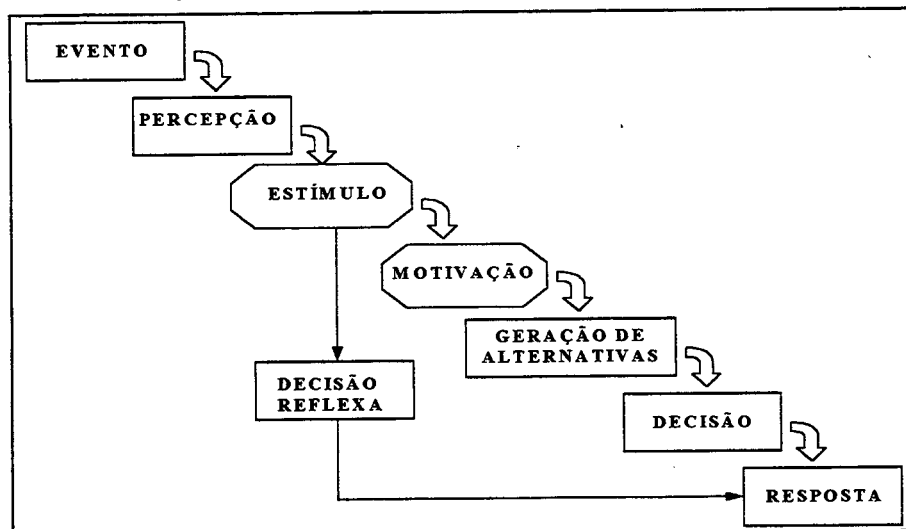 EVENTO
PERCEPÇÃO
ESTÍMULO
MOTIVAÇÃO
GERAÇÃO DE
ALTERNATIVAS
DECISÃO
REFLEXA
DECISÃO
RESPOSTA